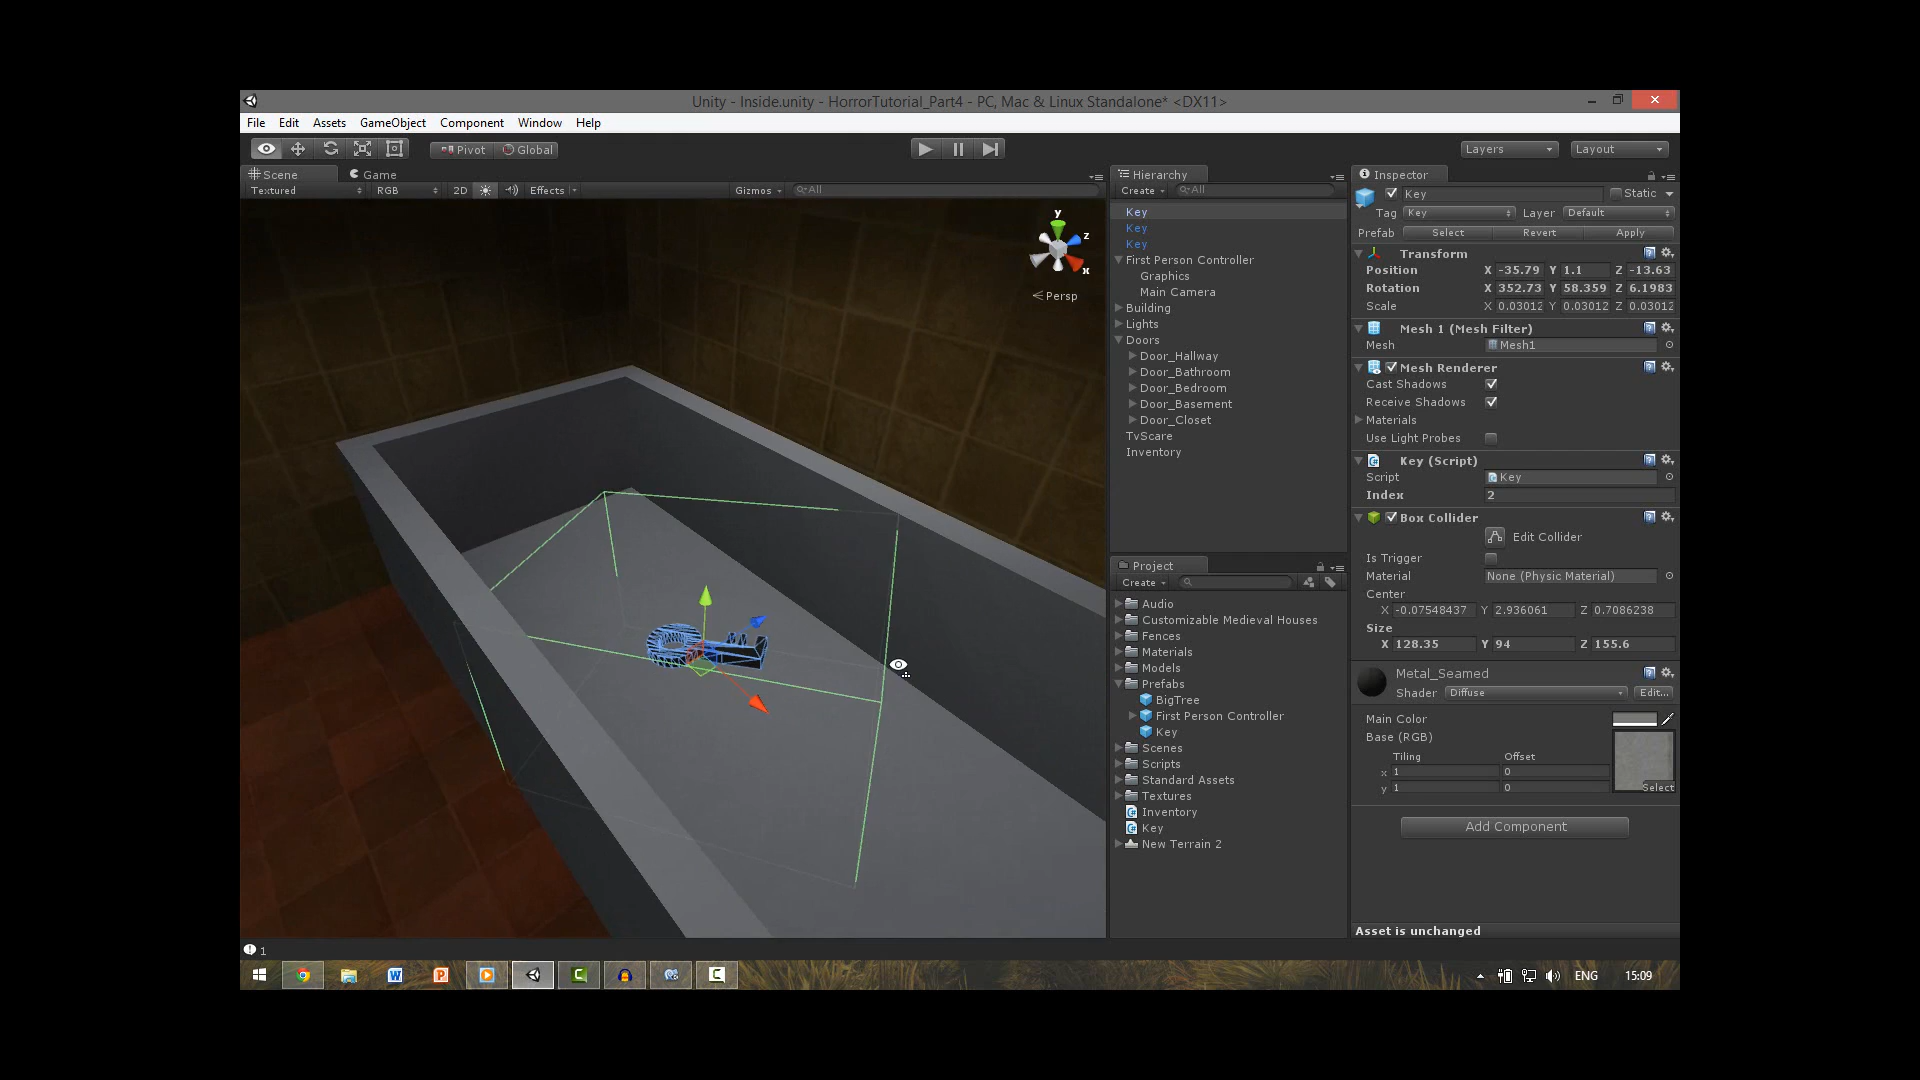 Unity - Inside.unity - HorrorTutorial_Part4 - PC, Mac & Linux Standalone* <DX11>
File Edit Assets GameObject Component Window Help
Pivot Global Layers Layout
Scene Game
Textured RGB 2D Effects Gizmos All
y
z
x
Persp
Hierarchy
Create All
Key
Key
Key
First Person Controller
Graphics
Main Camera
Building
Lights
Doors
Door_Hallway
Door_Bathroom
Door_Bedroom
Door_Basement
Door_Closet
TvScare
Inventory
Project
Create
Audio
Customizable Medieval Houses
Fences
Materials
Models
Prefabs
BigTree
First Person Controller
Key
Scenes
Scripts
Standard Assets
Textures
Inventory
Key
New Terrain 2
Inspector
Key Static
Tag Key Layer Default
Prefab Select Revert Apply
Transform
Position X -35.79 Y 1.1 Z -13.63
Rotation X 352.73 Y 58.359 Z 6.1983
Scale X 0.03012 Y 0.03012 Z 0.03012
Mesh 1 (Mesh Filter)
Mesh Mesh1
Mesh Renderer
Cast Shadows
Receive Shadows
Materials
Use Light Probes
Key (Script)
Script Key
Index 2
Box Collider
Edit Collider
Is Trigger
Material None (Physic Material)
Center
X -0.07548437 Y 2.936061 Z 0.7086238
Size
X 128.35 Y 94 Z 155.6
Metal_Seamed
Shader Diffuse Edit...
Main Color
Base (RGB)
Tiling Offset
x 1 0
y 1 0
Select
Add Component
Asset is unchanged
1
ENG 15:09